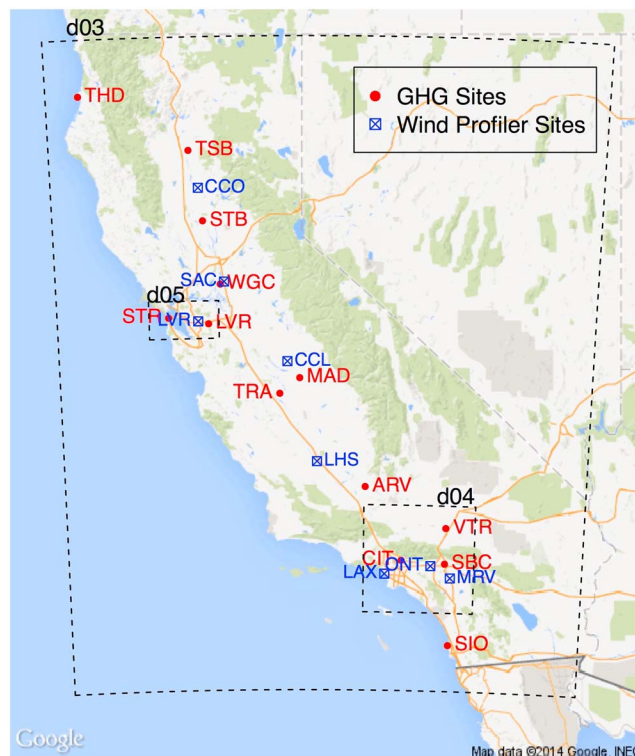 d03
THD
GHG Sites
Wind Profiler Sites
TSB
CCO
STB
SAC
WGC
d05
STR
LVR
LVR
CCL
MAD
TRA
LHS
ARV
d04
VTR
CIT
ONT
SBC
LAX
MRV
SIO
Google
Map data ©2014 Google, INEG